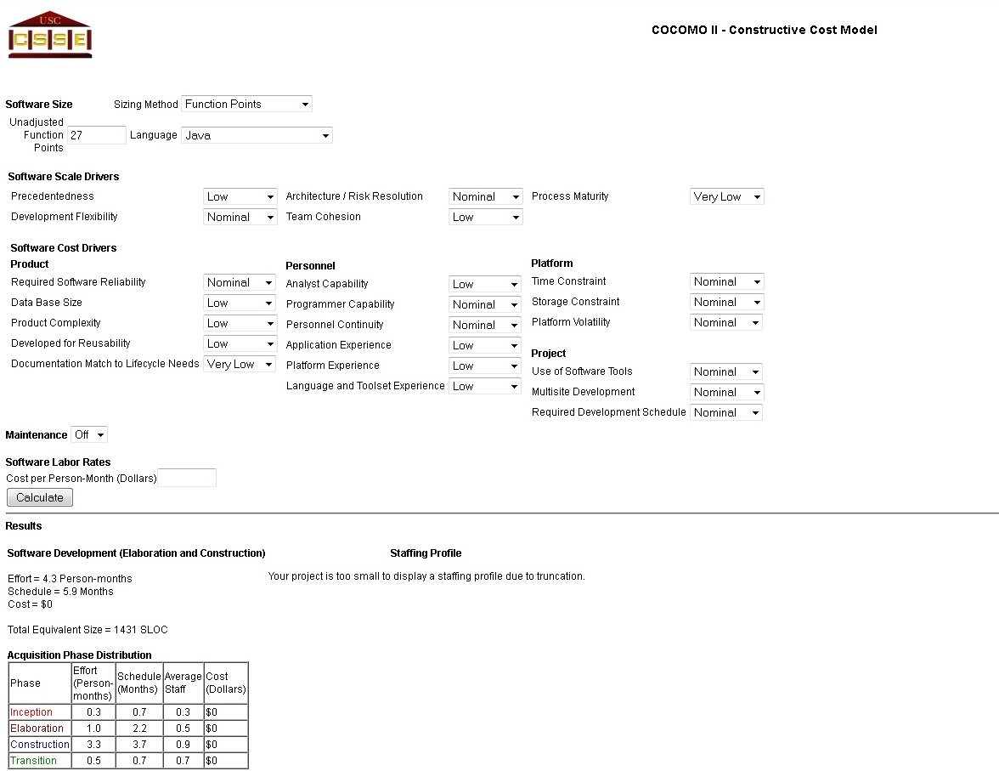 USC
CSSE
COCOMO II - Constructive Cost Model
Software Size Sizing Method Function Points
Unadjusted
Function
Points 27 Language Java
Software Scale Drivers
Precedentedness Low Architecture / Risk Resolution Nominal Process Maturity Very Low
Development Flexibility Nominal Team Cohesion Low
Software Cost Drivers
Product
Required Software Reliability Nominal
Data Base Size Low
Product Complexity Low
Developed for Reusability Low
Documentation Match to Lifecycle Needs Very Low
Personnel
Analyst Capability Low
Programmer Capability Nominal
Personnel Continuity Nominal
Application Experience Low
Platform Experience Low
Language and Toolset Experience Low
Platform
Time Constraint Nominal
Storage Constraint Nominal
Platform Volatility Nominal
Project
Use of Software Tools Nominal
Multisite Development Nominal
Required Development Schedule Nominal
Maintenance Off
Software Labor Rates
Cost per Person-Month (Dollars)
Calculate
Results
Software Development (Elaboration and Construction)
Effort = 4.3 Person-months
Schedule = 5.9 Months
Cost = $0
Total Equivalent Size = 1431 SLOC
Staffing Profile
Your project is too small to display a staffing profile due to truncation.
Acquisition Phase Distribution
Phase Effort (Person-months) Schedule (Months) Average Staff Cost (Dollars)
Inception 0.3 0.7 0.3 $0
Elaboration 1.0 2.2 0.5 $0
Construction 3.3 3.7 0.9 $0
Transition 0.5 0.7 0.7 $0